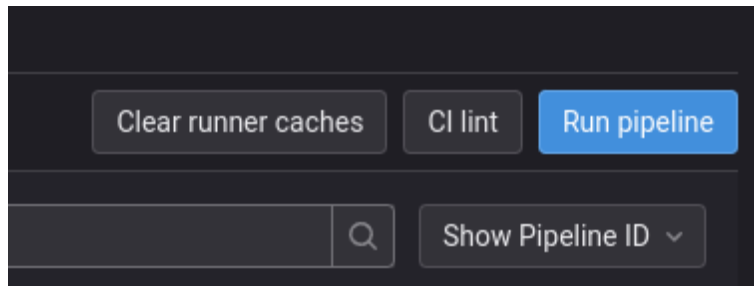 Clear runner caches
CI lint
Run pipeline
Show Pipeline ID